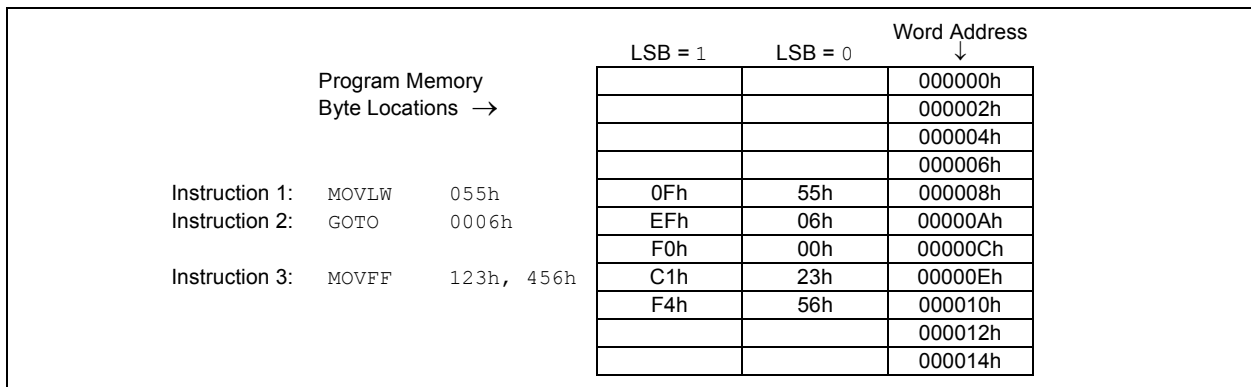 Word Address
LSB = 1 LSB = 0 ↓
Program Memory 000000h
Byte Locations → 000002h
000004h
000006h
Instruction 1: MOVLW 055h 0Fh 55h 000008h
Instruction 2: GOTO 0006h EFh 06h 00000Ah
F0h 00h 00000Ch
Instruction 3: MOVFF 123h, 456h C1h 23h 00000Eh
F4h 56h 000010h
000012h
000014h